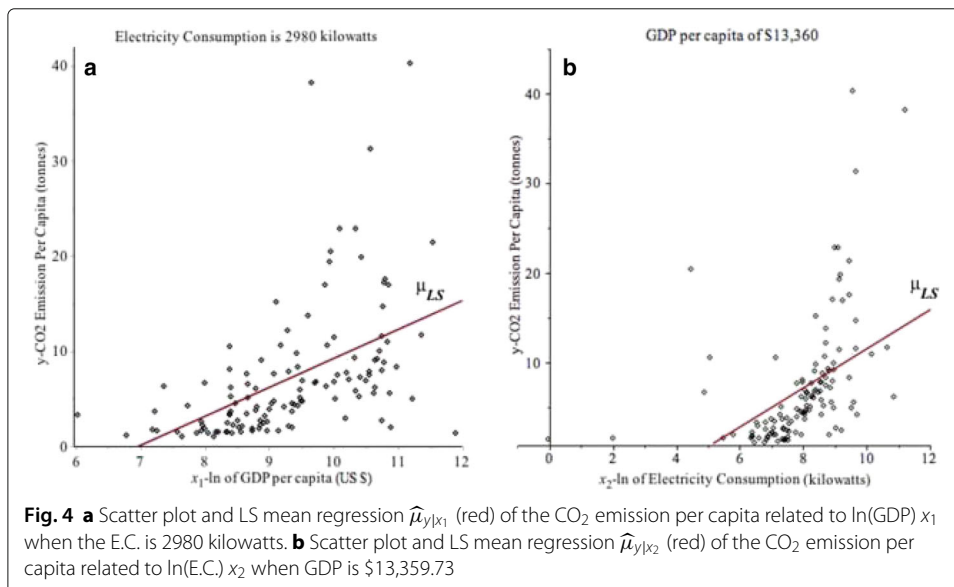 Electricity Consumption is 2980 kilowatts
a
y-CO2 Emission Per Capita (tonnes)
40
30
20
10
0
μLS
6 7 8 9 10 11 12
x₁-ln of GDP per capita (US $)
GDP per capita of $13,360
b
y-CO2 Emission Per Capita (tonnes)
40
30
20
10
μLS
0 2 4 6 8 10 12
x₂-ln of Electricity Consumption (kilowatts)
Fig. 4 a Scatter plot and LS mean regression μ̂y|x₁ (red) of the CO₂ emission per capita related to ln(GDP) x₁
when the E.C. is 2980 kilowatts. b Scatter plot and LS mean regression μ̂y|x₂ (red) of the CO₂ emission per
capita related to ln(E.C.) x₂ when GDP is $13,359.73